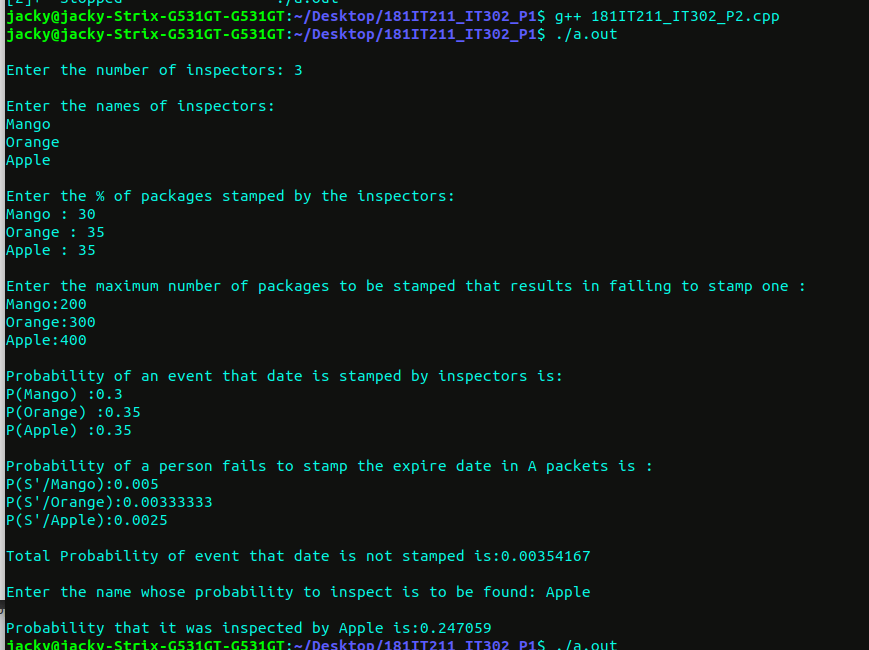 [2]+  Stopped                 ./a.out
jacky@jacky-Strix-G531GT-G531GT:~/Desktop/181IT211_IT302_P1$ g++ 181IT211_IT302_P2.cpp
jacky@jacky-Strix-G531GT-G531GT:~/Desktop/181IT211_IT302_P1$ ./a.out
Enter the number of inspectors: 3
Enter the names of inspectors:
Mango
Orange
Apple
Enter the % of packages stamped by the inspectors:
Mango : 30
Orange : 35
Apple : 35
Enter the maximum number of packages to be stamped that results in failing to stamp one :
Mango:200
Orange:300
Apple:400
Probability of an event that date is stamped by inspectors is:
P(Mango) :0.3
P(Orange) :0.35
P(Apple) :0.35
Probability of a person fails to stamp the expire date in A packets is :
P(S'/Mango):0.005
P(S'/Orange):0.00333333
P(S'/Apple):0.0025
Total Probability of event that date is not stamped is:0.00354167
Enter the name whose probability to inspect is to be found: Apple
Probability that it was inspected by Apple is:0.247059
jacky@jacky-Strix-G531GT-G531GT:~/Desktop/181IT211_IT302_P1$ ./a.out